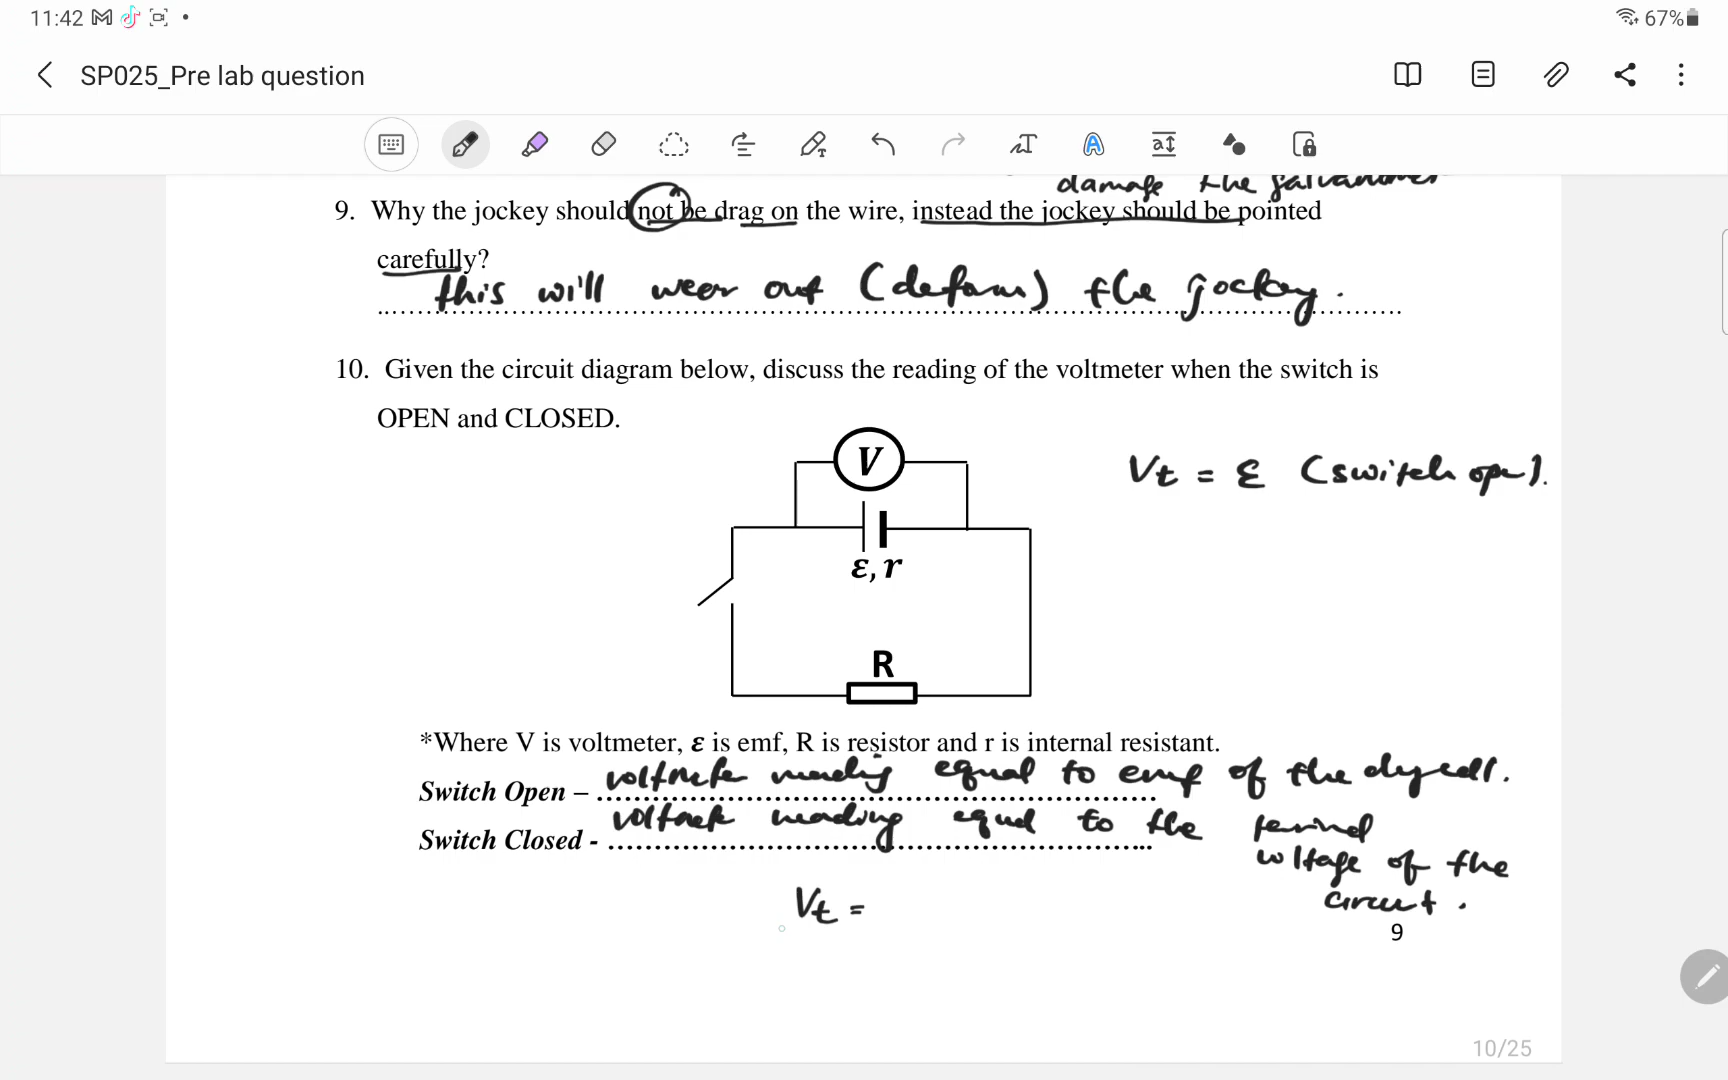 11:42
67%
SP025_Pre lab question
damage the galvanometer
9. Why the jockey should not be drag on the wire, instead the jockey should be pointed
carefully?
this will wear out (deform) the jockey.
10. Given the circuit diagram below, discuss the reading of the voltmeter when the switch is
OPEN and CLOSED.
V
Vt = ε (switch open).
ε, r
R
*Where V is voltmeter, ε is emf, R is resistor and r is internal resistant.
Switch Open – voltmeter reading equal to emf of the dry cell.
Switch Closed - voltmeter reading equal to the terminal
voltage of the
circuit.
Vt =
9
10/25